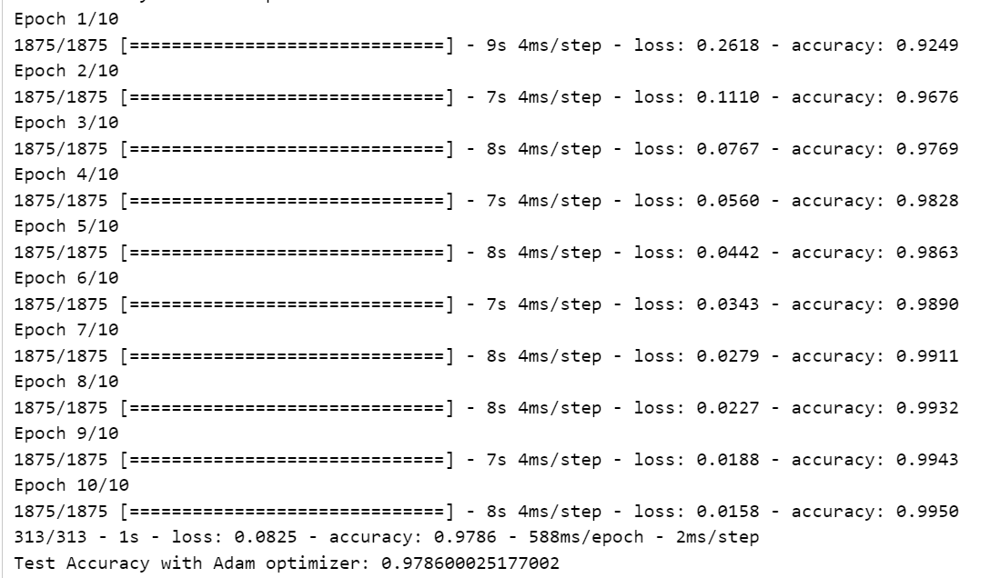 Epoch 1/10
1875/1875 [==============================] - 9s 4ms/step - loss: 0.2618 - accuracy: 0.9249
Epoch 2/10
1875/1875 [==============================] - 7s 4ms/step - loss: 0.1110 - accuracy: 0.9676
Epoch 3/10
1875/1875 [==============================] - 8s 4ms/step - loss: 0.0767 - accuracy: 0.9769
Epoch 4/10
1875/1875 [==============================] - 7s 4ms/step - loss: 0.0560 - accuracy: 0.9828
Epoch 5/10
1875/1875 [==============================] - 8s 4ms/step - loss: 0.0442 - accuracy: 0.9863
Epoch 6/10
1875/1875 [==============================] - 7s 4ms/step - loss: 0.0343 - accuracy: 0.9890
Epoch 7/10
1875/1875 [==============================] - 8s 4ms/step - loss: 0.0279 - accuracy: 0.9911
Epoch 8/10
1875/1875 [==============================] - 8s 4ms/step - loss: 0.0227 - accuracy: 0.9932
Epoch 9/10
1875/1875 [==============================] - 7s 4ms/step - loss: 0.0188 - accuracy: 0.9943
Epoch 10/10
1875/1875 [==============================] - 8s 4ms/step - loss: 0.0158 - accuracy: 0.9950
313/313 - 1s - loss: 0.0825 - accuracy: 0.9786 - 588ms/epoch - 2ms/step
Test Accuracy with Adam optimizer: 0.978600025177002